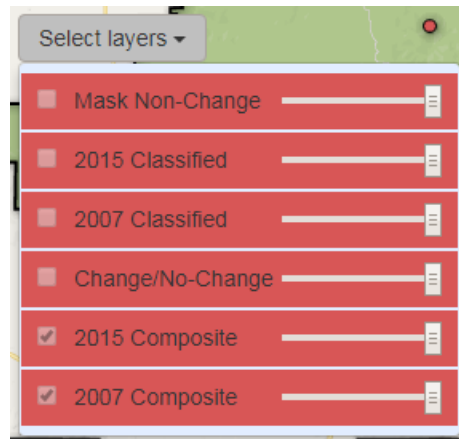 Select layers
Mask Non-Change
2015 Classified
2007 Classified
Change/No-Change
2015 Composite
2007 Composite